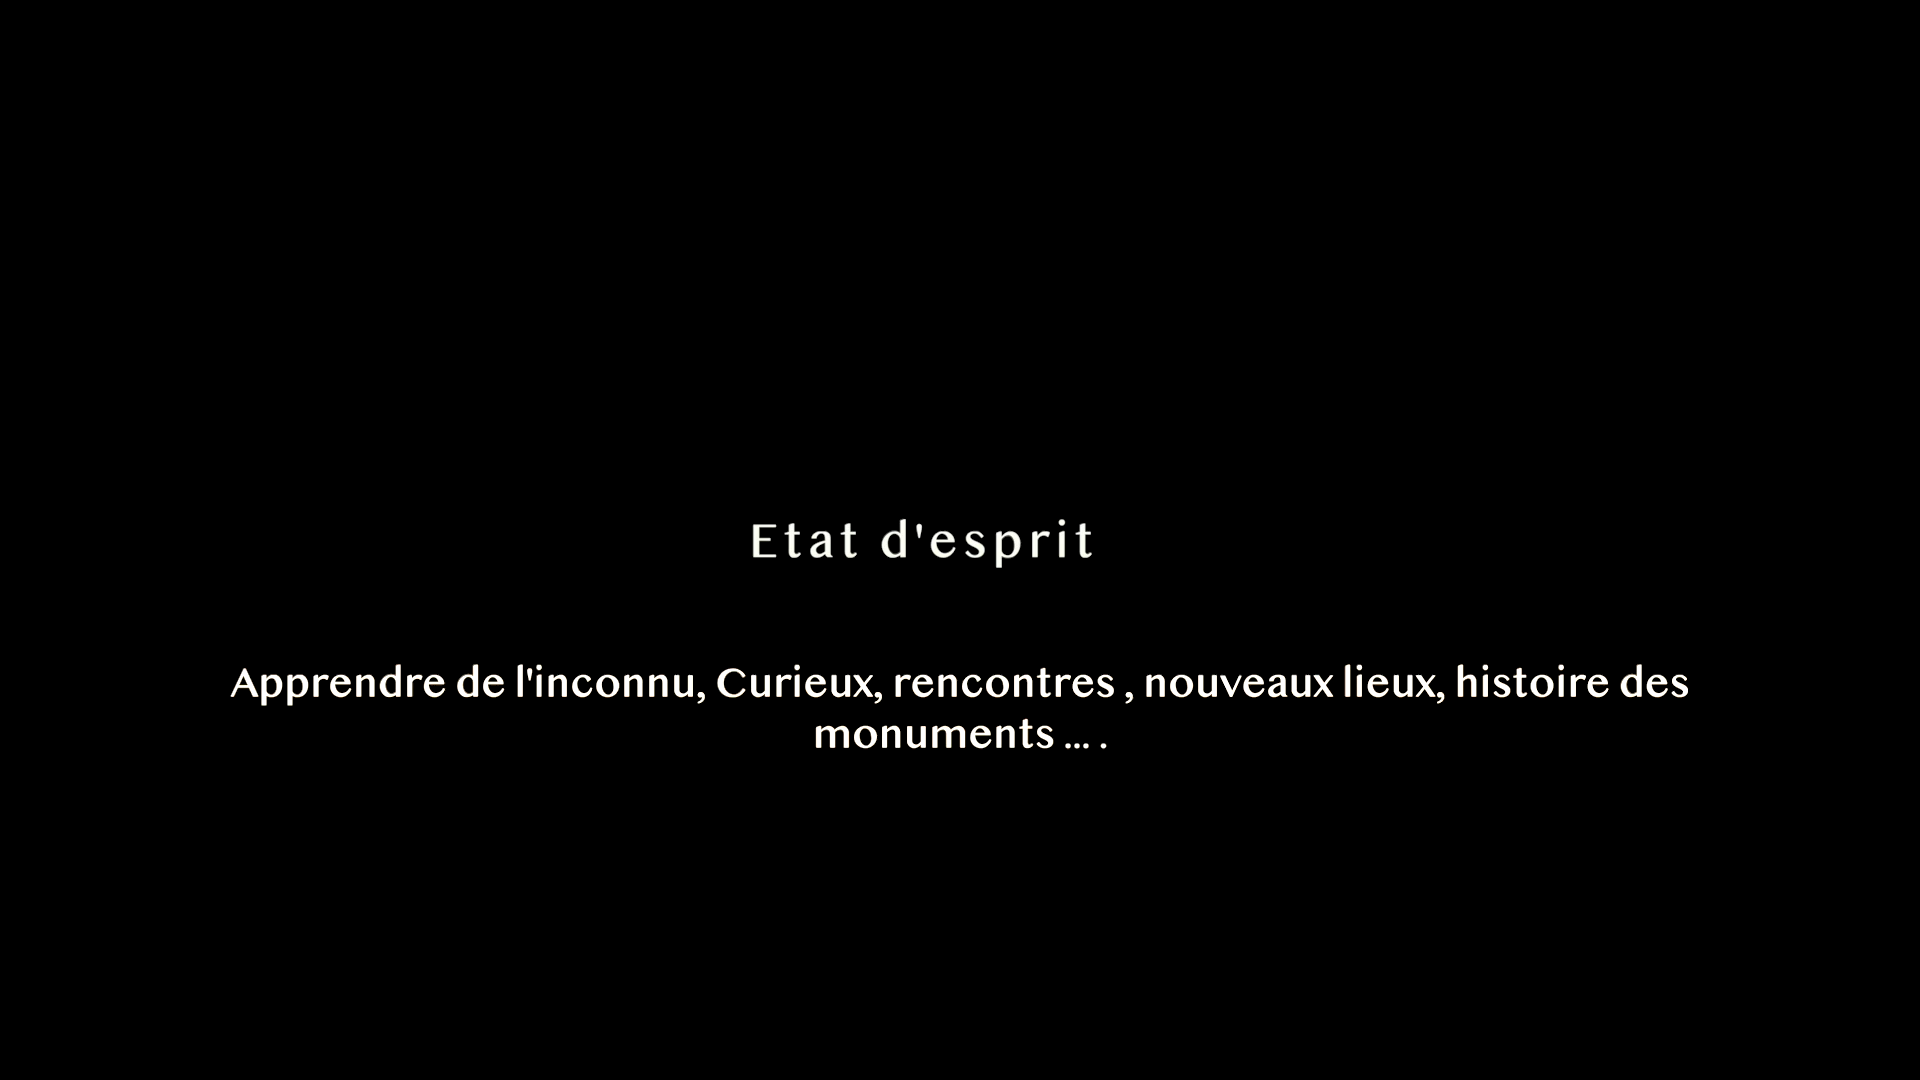 Etat d'esprit
Apprendre de l'inconnu, Curieux, rencontres , nouveaux lieux, histoire des
monuments ... .